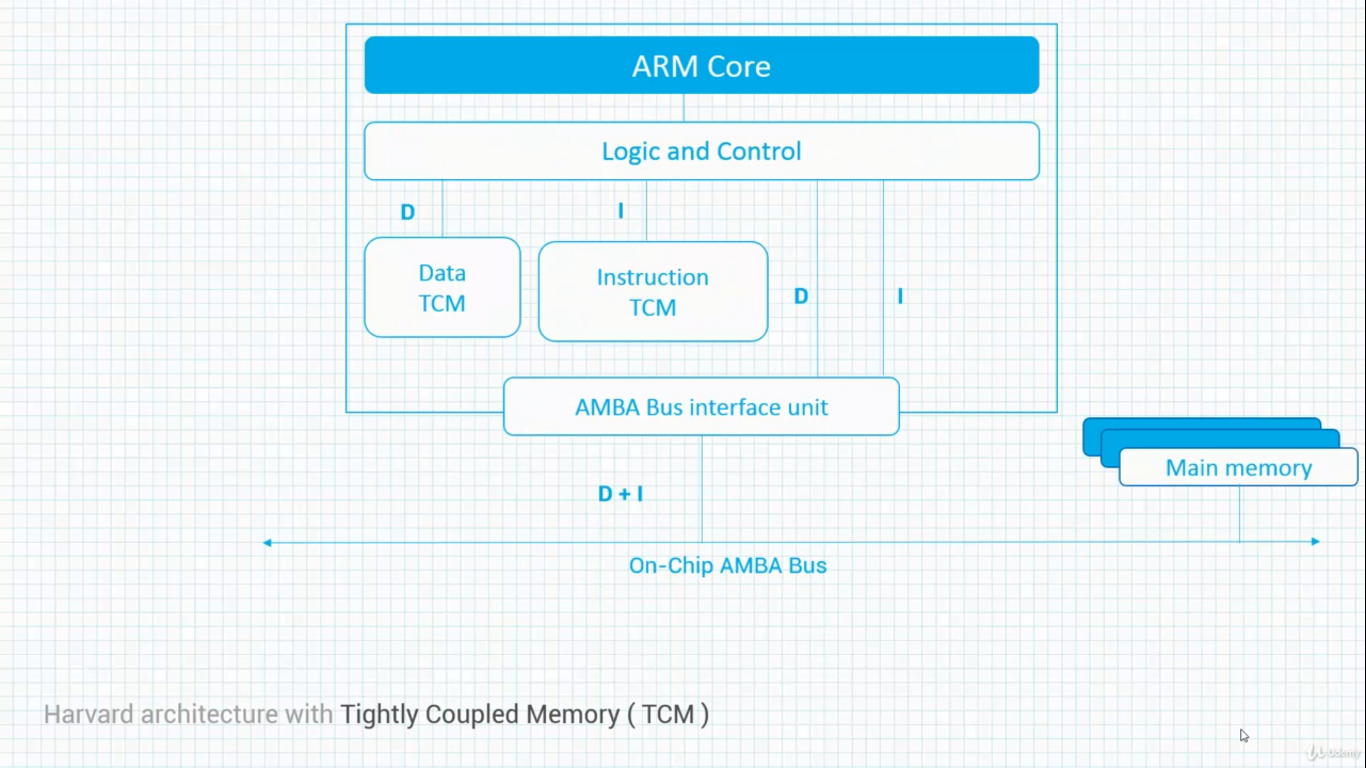 ARM Core
Logic and Control
D
I
Data
TCM
Instruction
TCM
D
I
AMBA Bus interface unit
Main memory
D + I
On-Chip AMBA Bus
Harvard architecture with Tightly Coupled Memory ( TCM )
Udemy